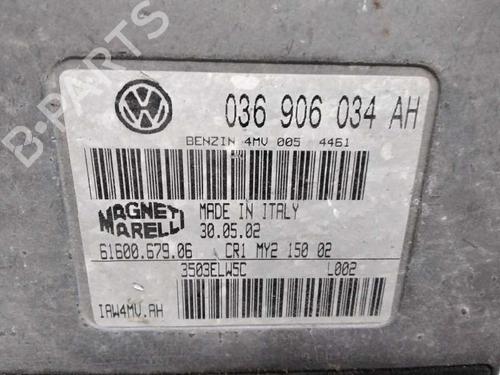 B-PARTS
VW
036 906 034 AH
BENZIN 4MV 005 4461
MAGNETI MARELLI
MADE IN ITALY
30.05.02
61600.679.06 CR1 MY2 150 02
3503ELW5C L002
IAW4MV.AH